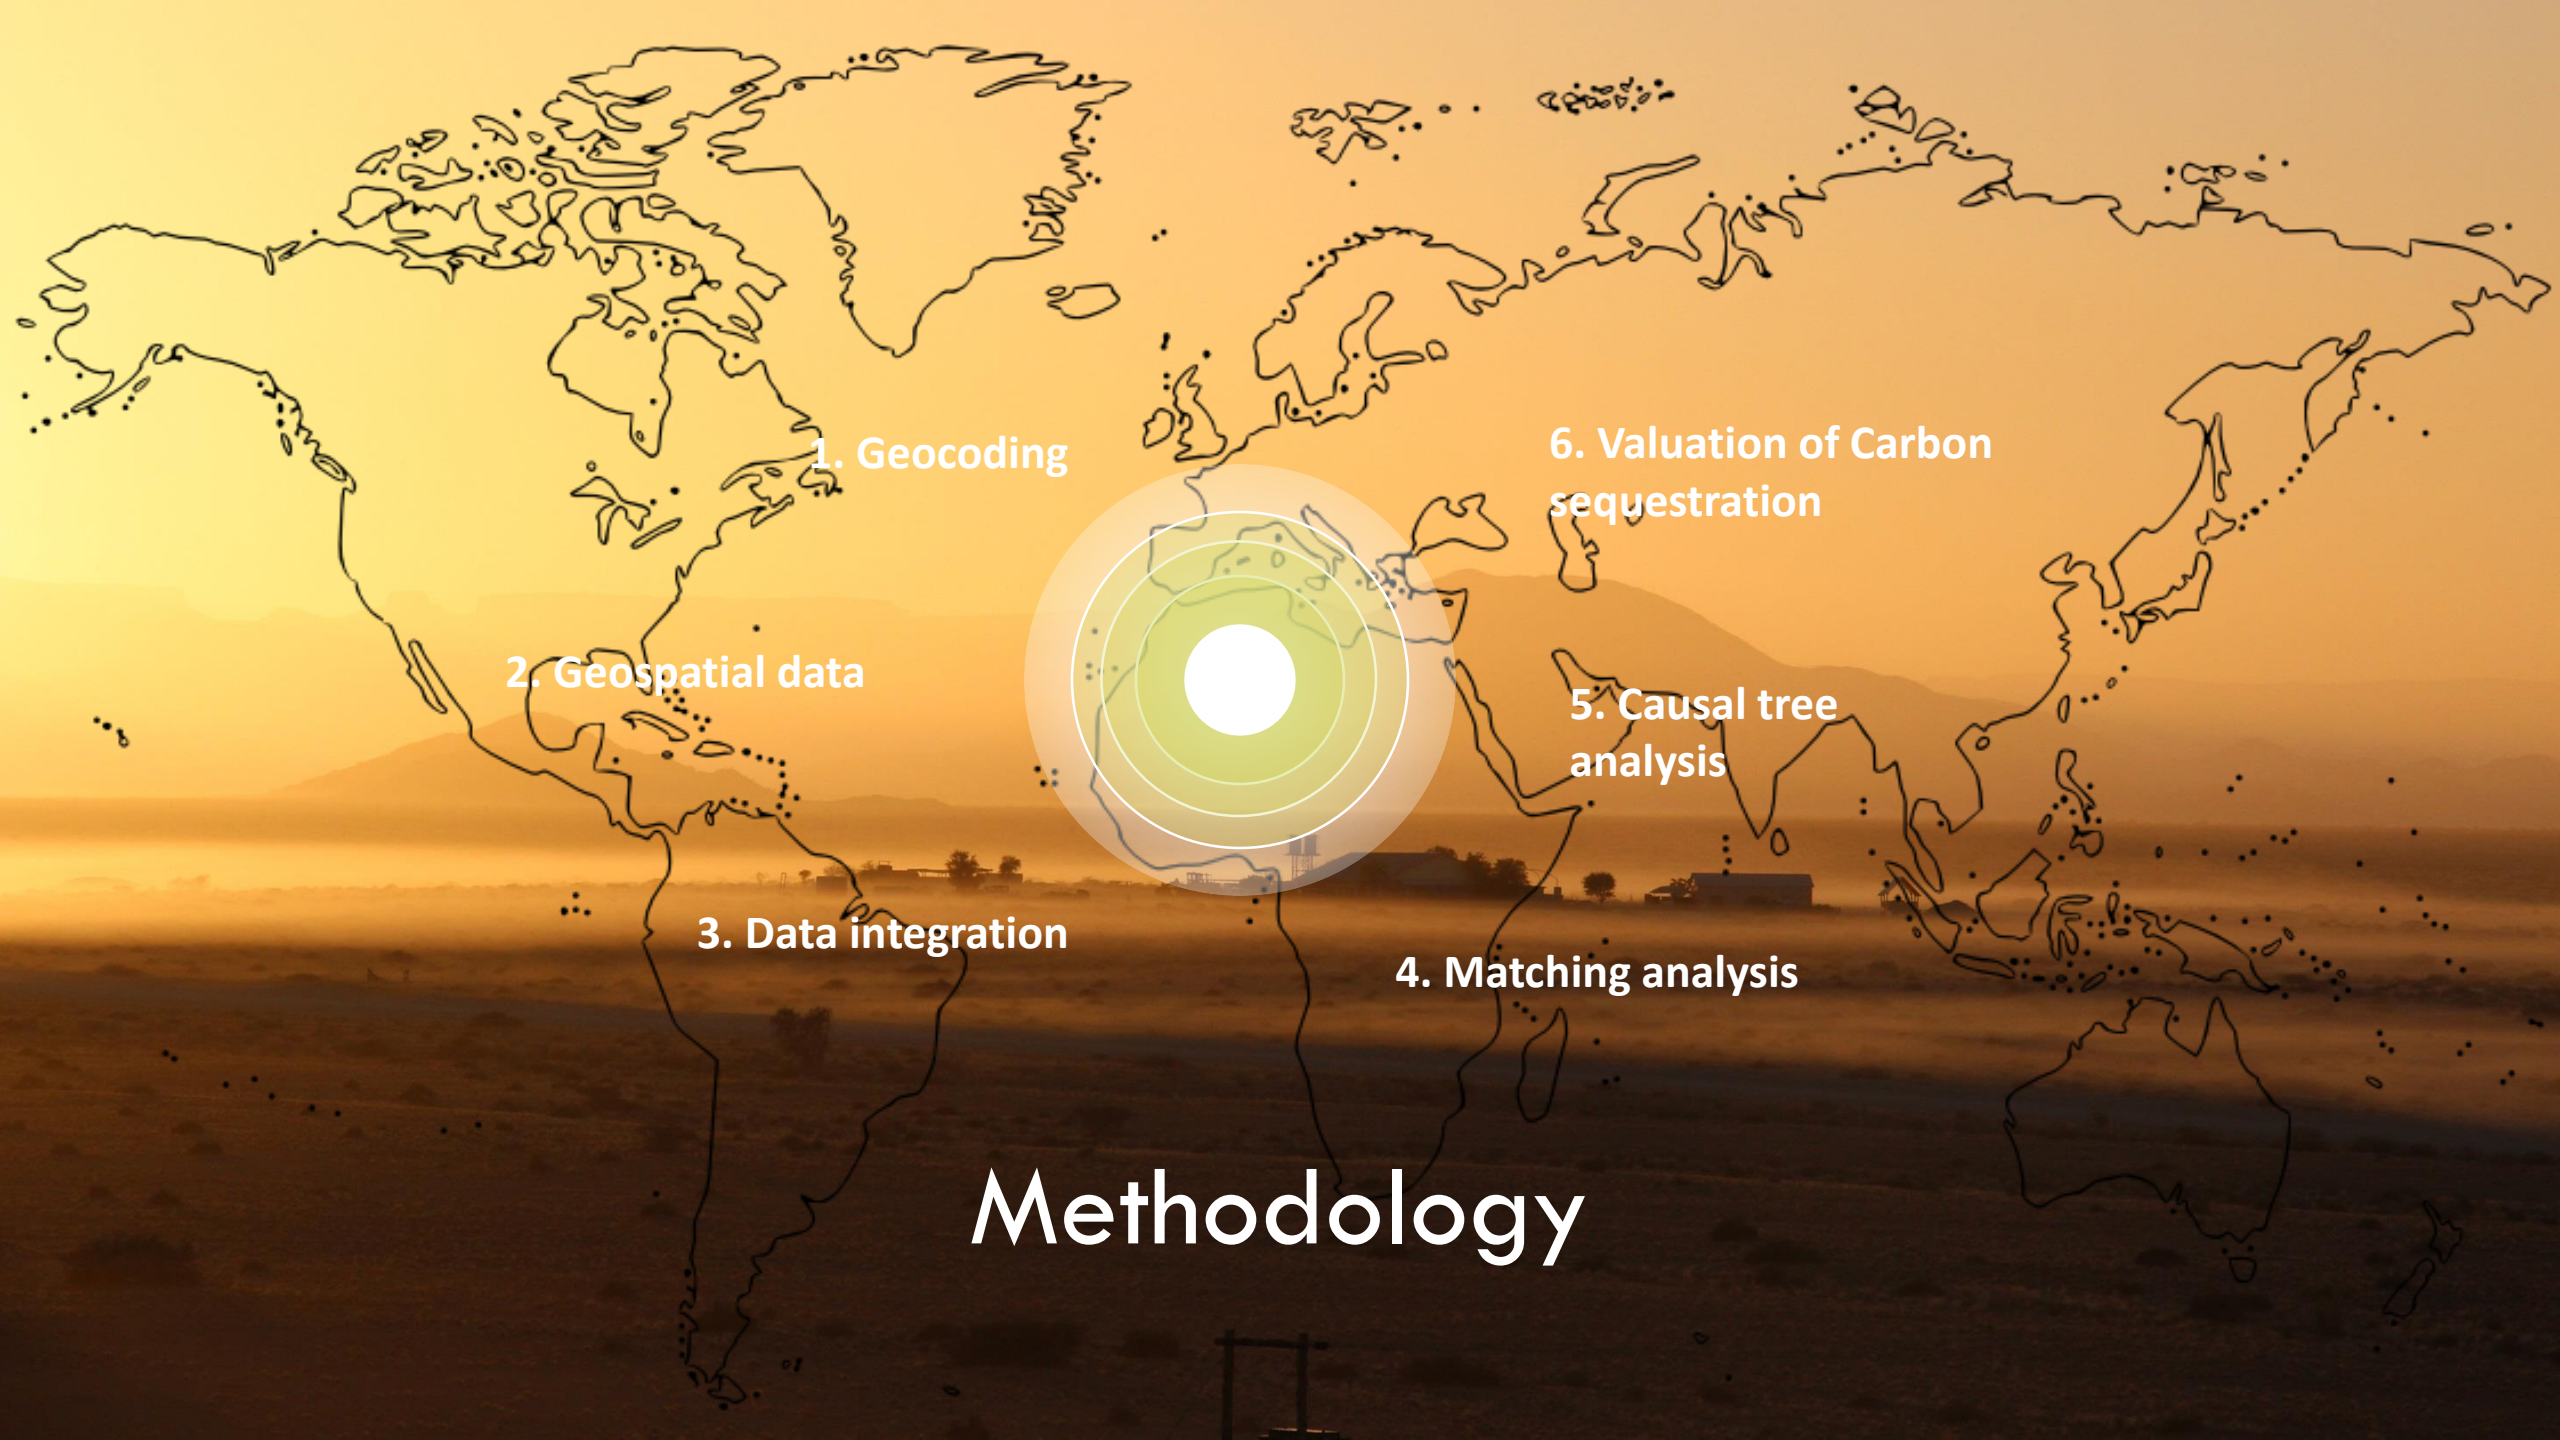 1. Geocoding
2. Geospatial data
3. Data integration
4. Matching analysis
5. Causal tree
analysis
6. Valuation of Carbon
sequestration
Methodology